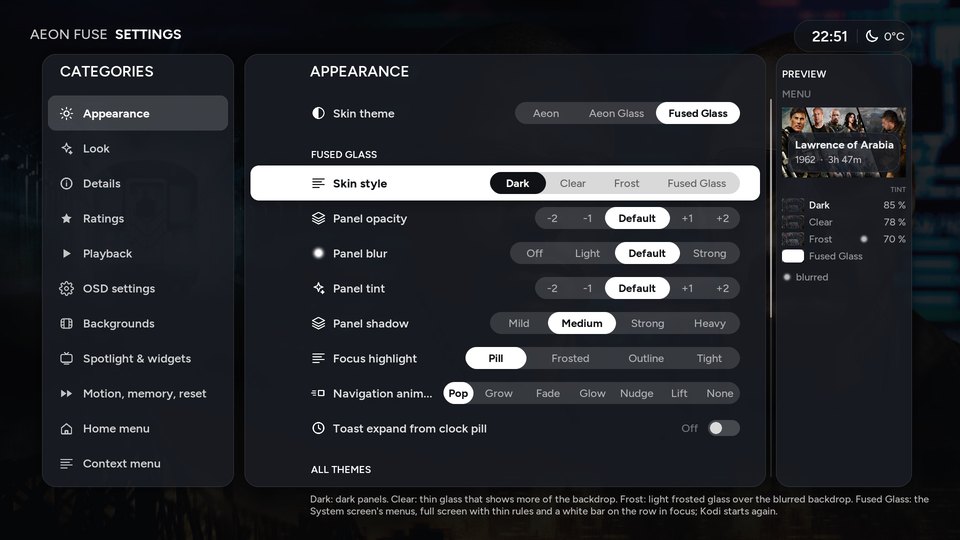 AEON FUSE SETTINGS
22:51 0°C
CATEGORIES
Appearance
Look
Details
Ratings
Playback
OSD settings
Backgrounds
Spotlight & widgets
Motion, memory, reset
Home menu
Context menu
APPEARANCE
Skin theme Aeon Aeon Glass Fused Glass
FUSED GLASS
Skin style Dark Clear Frost Fused Glass
Panel opacity -2 -1 Default +1 +2
Panel blur Off Light Default Strong
Panel tint -2 -1 Default +1 +2
Panel shadow Mild Medium Strong Heavy
Focus highlight Pill Frosted Outline Tight
Navigation anim... Pop Grow Fade Glow Nudge Lift None
Toast expand from clock pill Off
ALL THEMES
PREVIEW
MENU
Lawrence of Arabia
1962 · 3h 47m
TINT
Dark 85 %
Clear 78 %
Frost 70 %
Fused Glass
blurred
Dark: dark panels. Clear: thin glass that shows more of the backdrop. Frost: light frosted glass over the blurred backdrop. Fused Glass: the
System screen's menus, full screen with thin rules and a white bar on the row in focus; Kodi starts again.